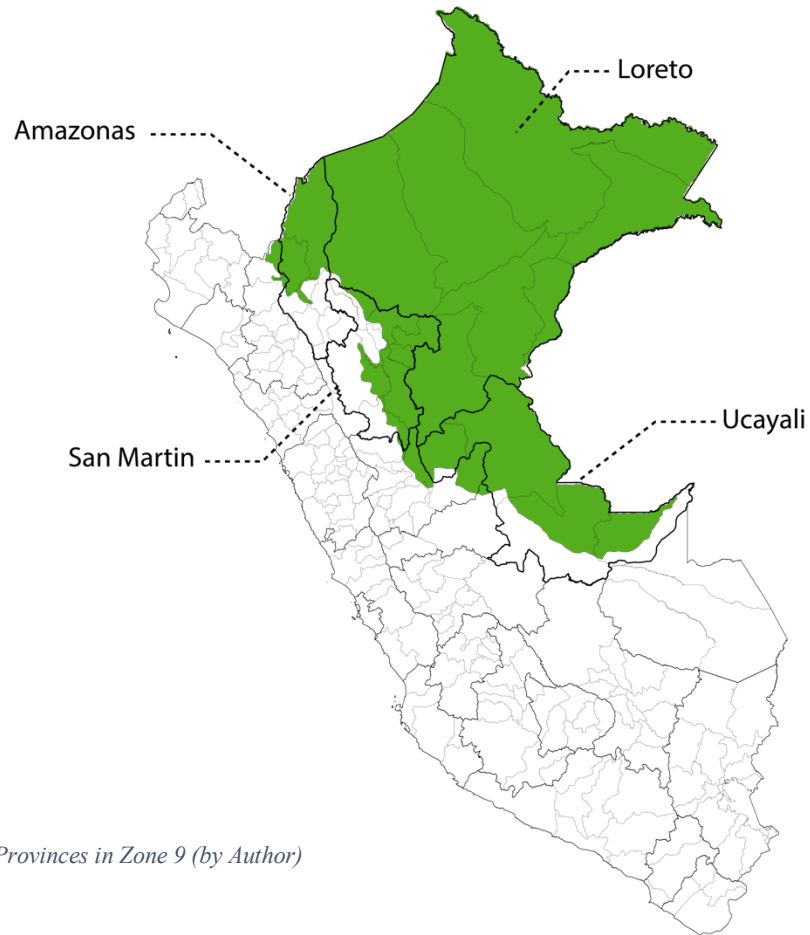 Loreto
Amazonas
Ucayali
San Martin
Provinces in Zone 9 (by Author)